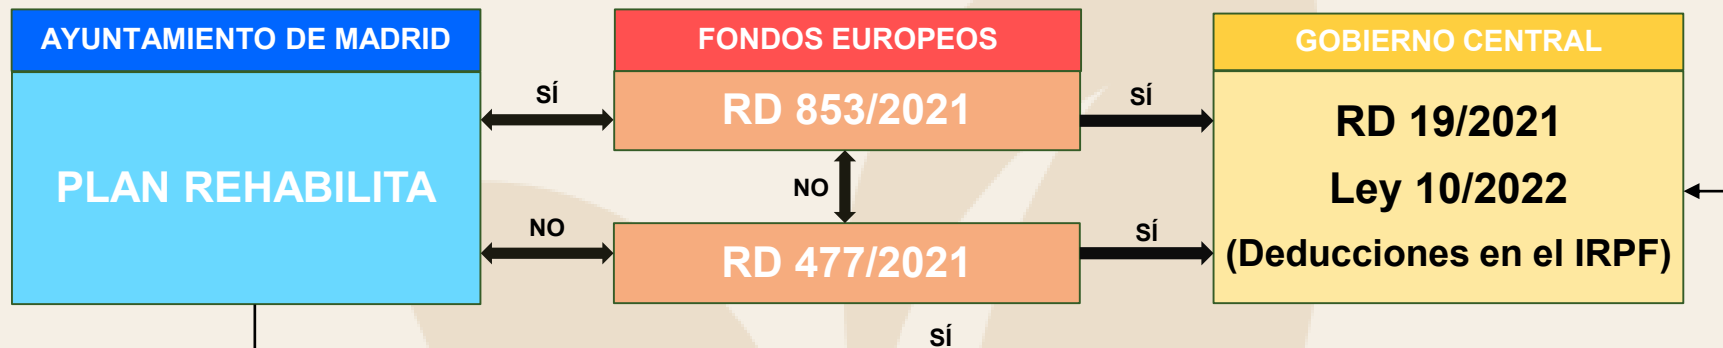 AYUNTAMIENTO DE MADRID
PLAN REHABILITA
SÍ
NO
FONDOS EUROPEOS
RD 853/2021
NO
RD 477/2021
SÍ
SÍ
GOBIERNO CENTRAL
RD 19/2021
Ley 10/2022
(Deducciones en el IRPF)
SÍ